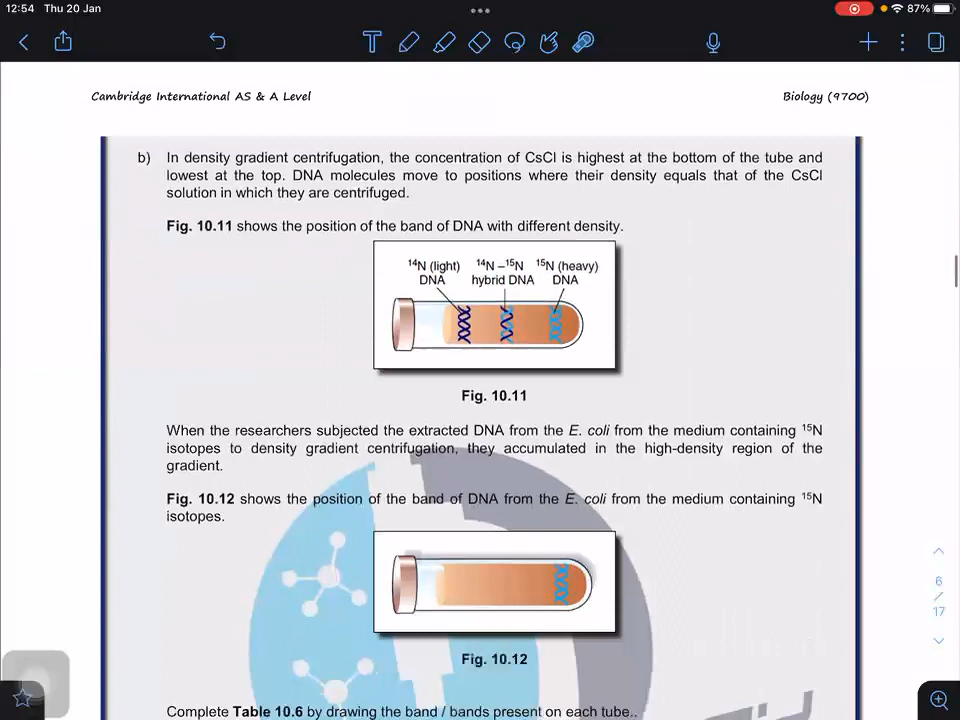 12:54 Thu 20 Jan
87%
Cambridge International AS & A Level
Biology (9700)
b) In density gradient centrifugation, the concentration of CsCl is highest at the bottom of the tube and
lowest at the top. DNA molecules move to positions where their density equals that of the CsCl
solution in which they are centrifuged.
Fig. 10.11 shows the position of the band of DNA with different density.
¹⁴N (light) ¹⁴N –¹⁵N ¹⁵N (heavy)
DNA hybrid DNA DNA
Fig. 10.11
When the researchers subjected the extracted DNA from the E. coli from the medium containing ¹⁵N
isotopes to density gradient centrifugation, they accumulated in the high-density region of the
gradient.
Fig. 10.12 shows the position of the band of DNA from the E. coli from the medium containing ¹⁵N
isotopes.
6
/
17
Fig. 10.12
Complete Table 10.6 by drawing the band / bands present on each tube..